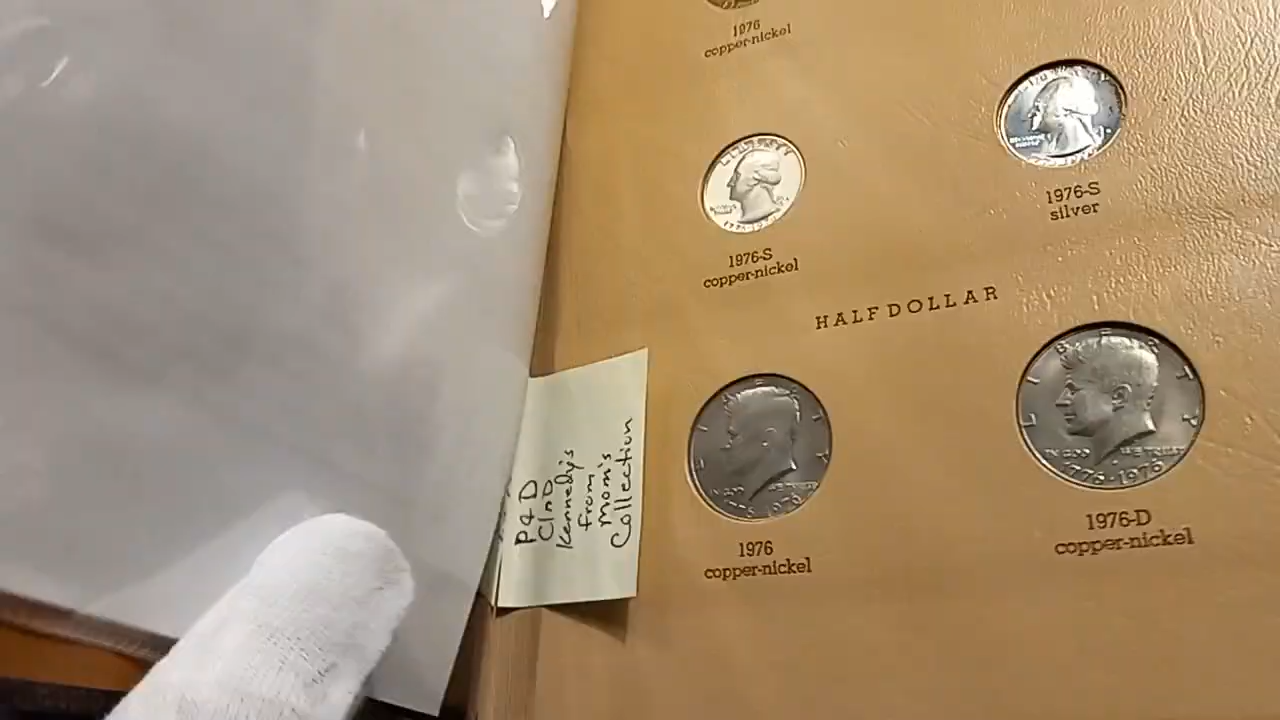 1976
copper-nickel
LIBERTY
1976-S
copper-nickel
1976-S
silver
HALF DOLLAR
P & D
Clad
Kennedy's
from
Mom's
Collection
1976
copper-nickel
LIBERTY
IN GOD WE TRUST
1776-1976
1976-D
copper-nickel